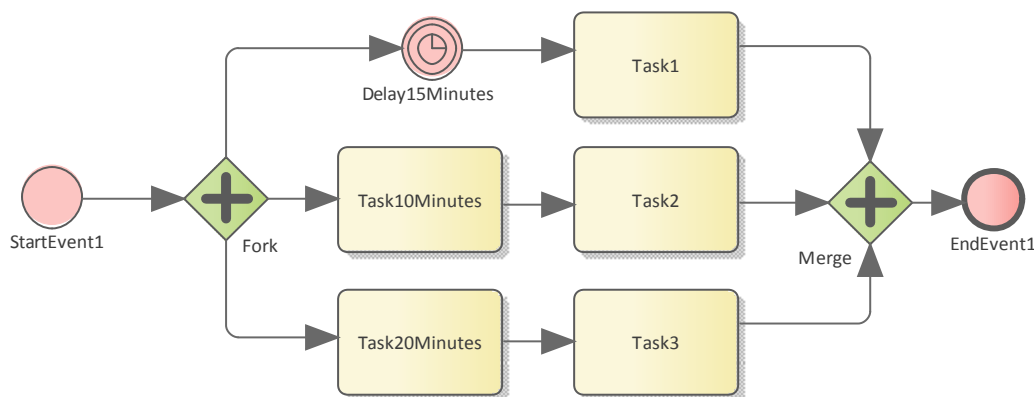 Delay15Minutes
Task1
StartEvent1
Fork
Task10Minutes
Task2
Merge
EndEvent1
Task20Minutes
Task3